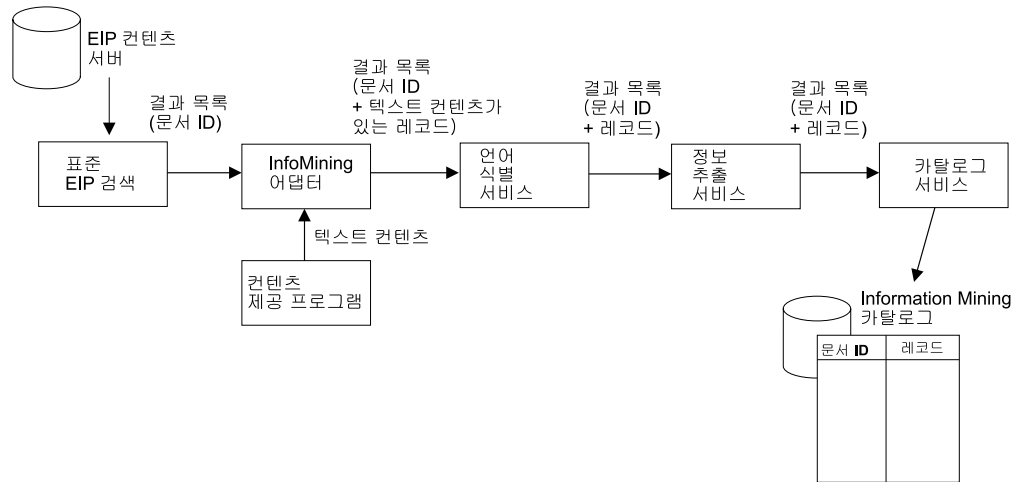 EIP 컨텐츠
서버
결과 목록
(문서 ID)
결과 목록
(문서 ID
+ 텍스트 컨텐츠가
있는 레코드)
결과 목록
(문서 ID
+ 레코드)
결과 목록
(문서 ID
+ 레코드)
표준
EIP 검색
InfoMining
어댑터
언어
식별
서비스
정보
추출
서비스
카탈로그
서비스
텍스트 컨텐츠
컨텐츠
제공 프로그램
Information Mining
카탈로그
문서 ID
레코드